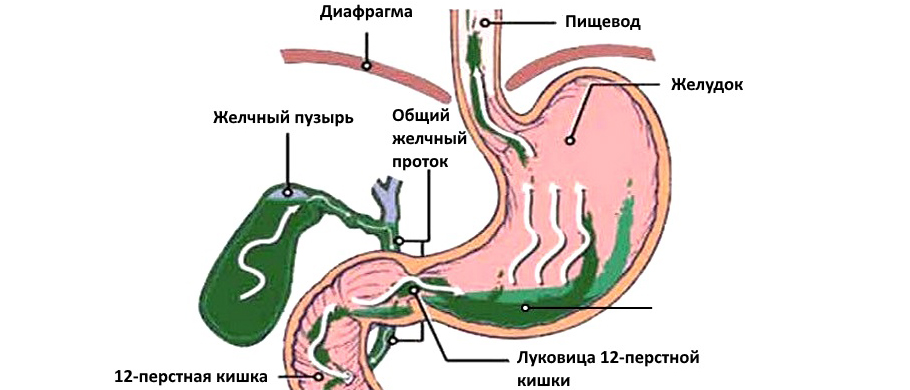 Диафрагма
Пищевод
Желудок
Желчный пузырь
Общий
желчный
проток
Луковица 12-перстной
кишки
12-перстная кишка